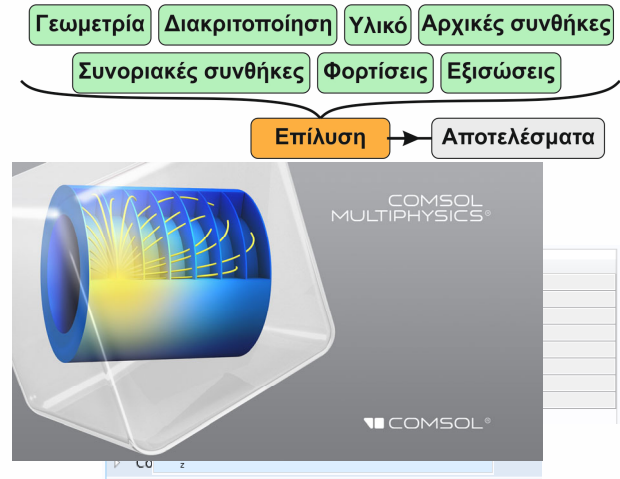 Γεωμετρία Διακριτοποίηση Υλικό Αρχικές συνθήκες
Συνοριακές συνθήκες Φορτίσεις Εξισώσεις
Επίλυση Αποτελέσματα
COMSOL
MULTIPHYSICS®
COMSOL®
z